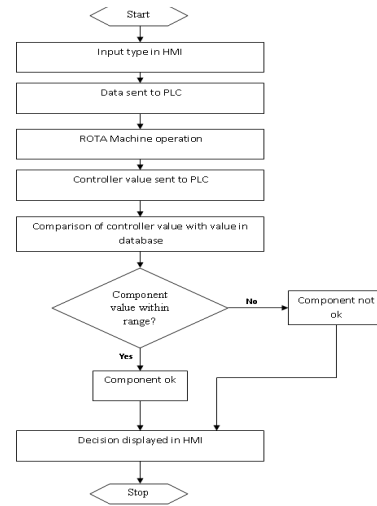 Start
Input type in HMI
Data sent to PLC
ROTA Machine operation
Controller value sent to PLC
Comparison of controller value with value in
database
Component
value within
range?
No
Component not
ok
Yes
Component ok
Decision displayed in HMI
Stop